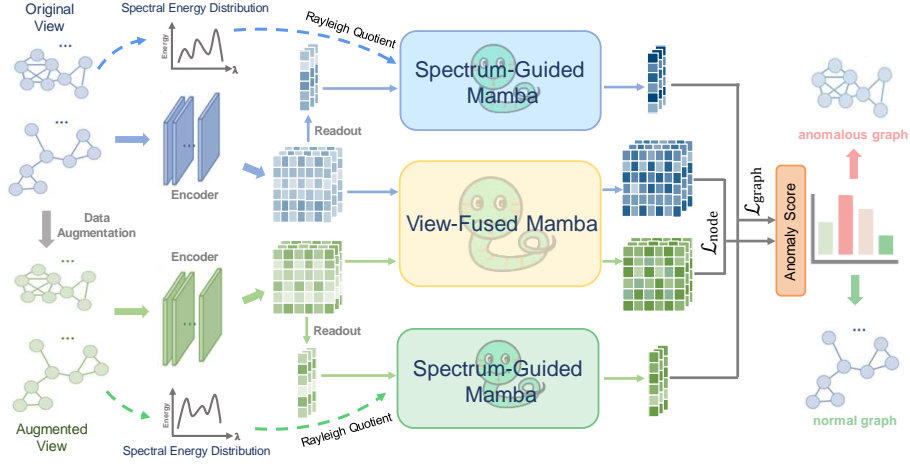 Original
View
...
...
Data
Augmentation
...
Augmented
View
Spectral Energy Distribution
Energy
λ
Rayleigh Quotient
...
Encoder
Readout
Encoder
...
Readout
Energy
λ
Spectral Energy Distribution
Rayleigh Quotient
Spectrum-Guided
Mamba
View-Fused Mamba
Spectrum-Guided
Mamba
ℒnode
ℒgraph
Anomaly Score
...
anomalous graph
...
normal graph